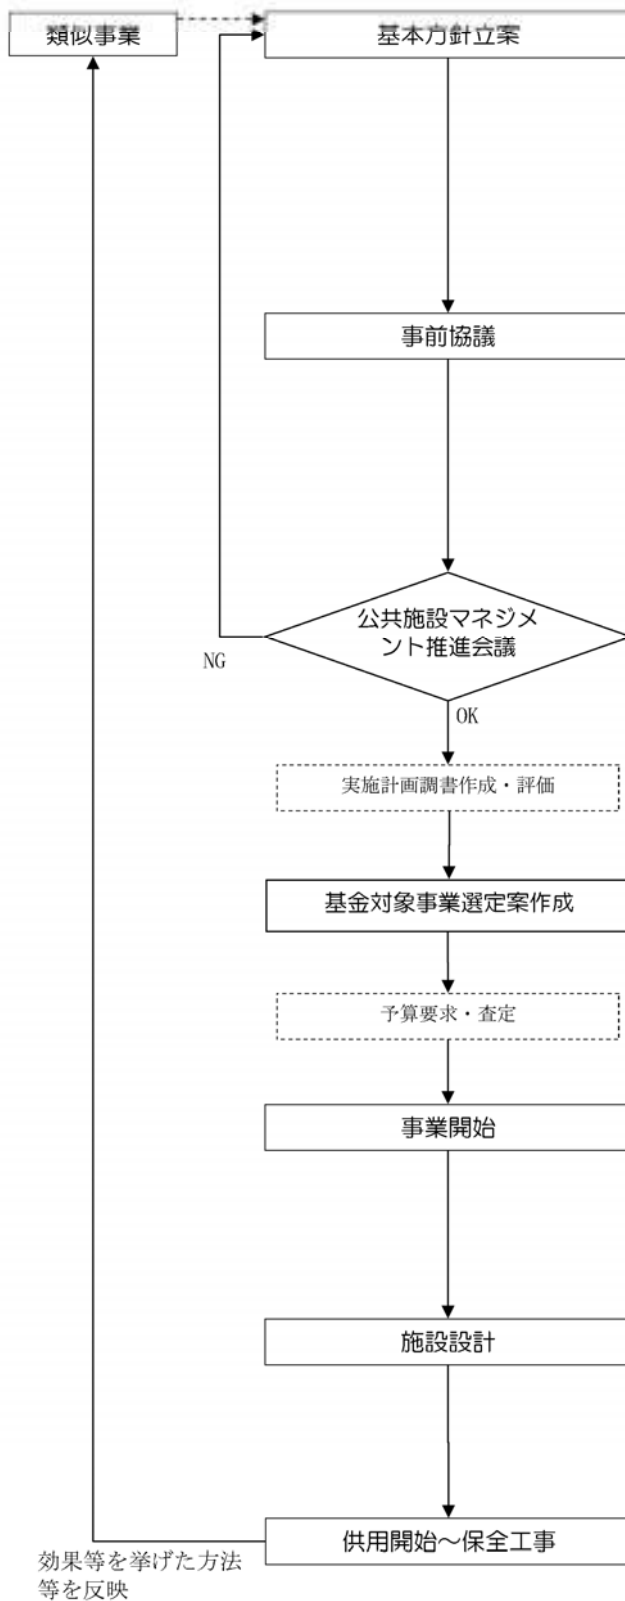 類似事業
基本方針立案
事前協議
公共施設マネジメ
ント推進会議
NG
OK
実施計画調書作成・評価
基金対象事業選定案作成
予算要求・査定
事業開始
施設設計
供用開始～保全工事
効果等を挙げた方法
等を反映